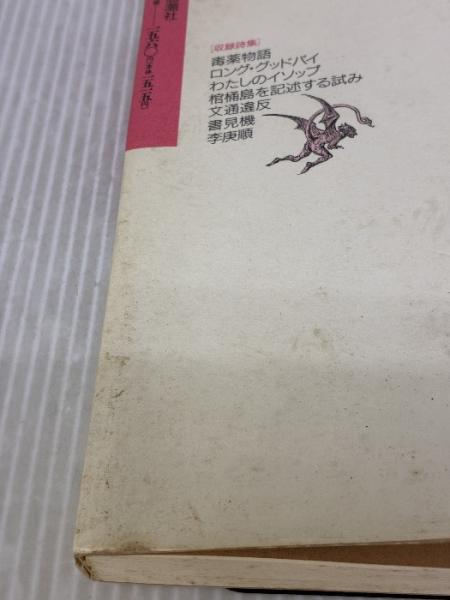 [収録詩集]
毒薬物語
ロング・グッドバイ
わたしのイソップ
棺桶島を記述する試み
文通違反
書見機
李庚順
潮社